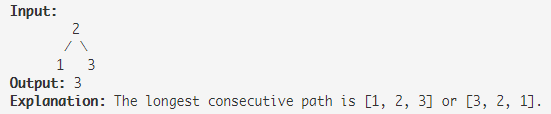 Input:
2
/ \
1 3
Output: 3
Explanation: The longest consecutive path is [1, 2, 3] or [3, 2, 1].